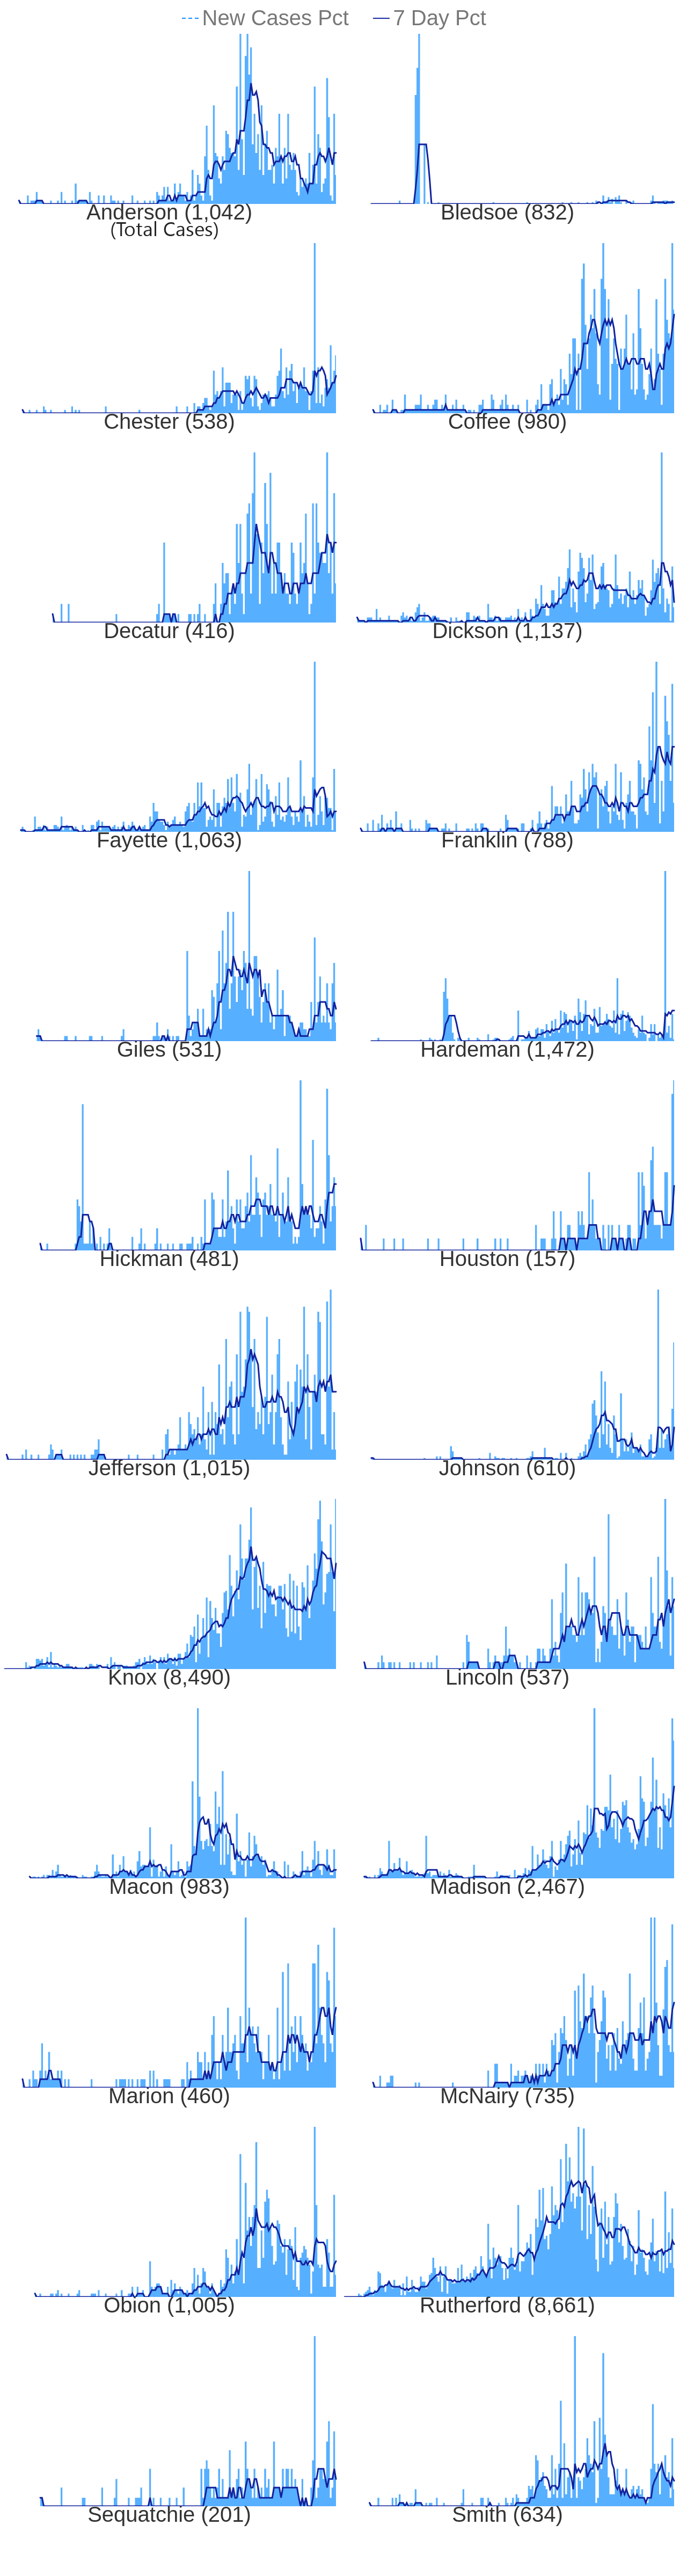 New Cases Pct 7 Day Pct
Anderson (1,042) Bledsoe (832)
(Total Cases)
Chester (538) Coffee (980)
Decatur (416) Dickson (1,137)
Fayette (1,063) Franklin (788)
Giles (531) Hardeman (1,472)
Hickman (481) Houston (157)
Jefferson (1,015) Johnson (610)
Knox (8,490) Lincoln (537)
Macon (983) Madison (2,467)
Marion (460) McNairy (735)
Obion (1,005) Rutherford (8,661)
Sequatchie (201) Smith (634)